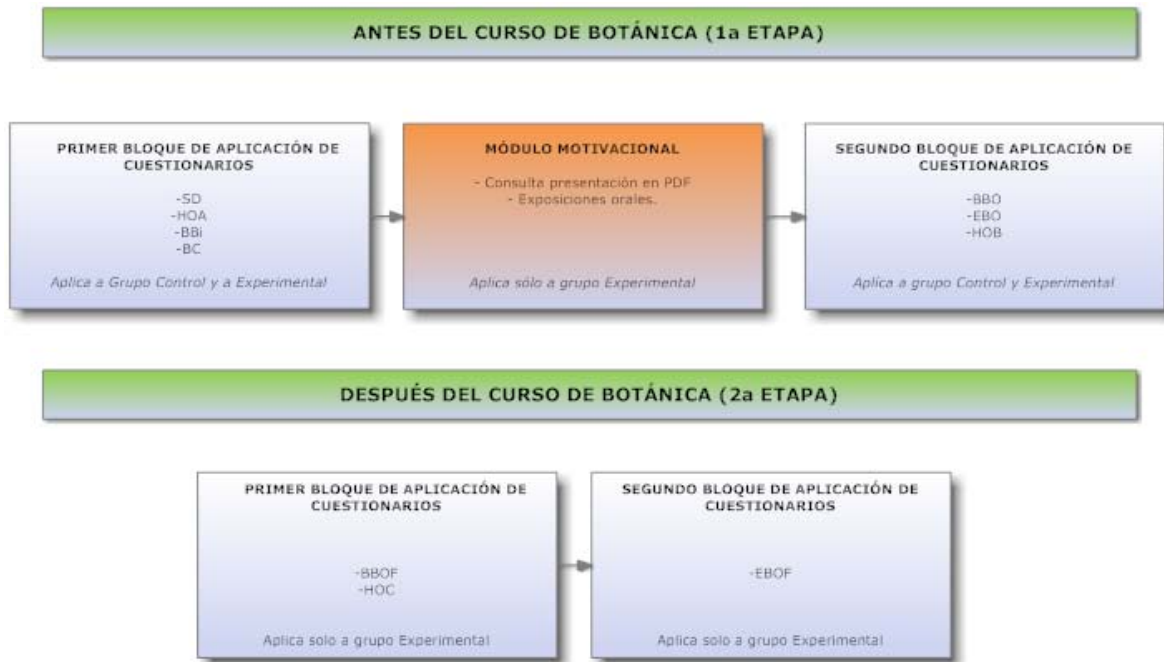 ANTES DEL CURSO DE BOTÁNICA (1a ETAPA)
PRIMER BLOQUE DE APLICACIÓN DE
CUESTIONARIOS
-SD
-HOA
-BBi
-BC
Aplica a Grupo Control y a Experimental
MÓDULO MOTIVACIONAL
- Consulta presentación en PDF
- Exposiciones orales.
Aplica sólo a grupo Experimental
SEGUNDO BLOQUE DE APLICACIÓN DE
CUESTIONARIOS
-BBO
-EBO
-HOB
Aplica a grupo Control y Experimental
DESPUÉS DEL CURSO DE BOTÁNICA (2a ETAPA)
PRIMER BLOQUE DE APLICACIÓN DE
CUESTIONARIOS
-BBOF
-HOC
Aplica solo a grupo Experimental
SEGUNDO BLOQUE DE APLICACIÓN DE
CUESTIONARIOS
-EBOF
Aplica solo a grupo Experimental